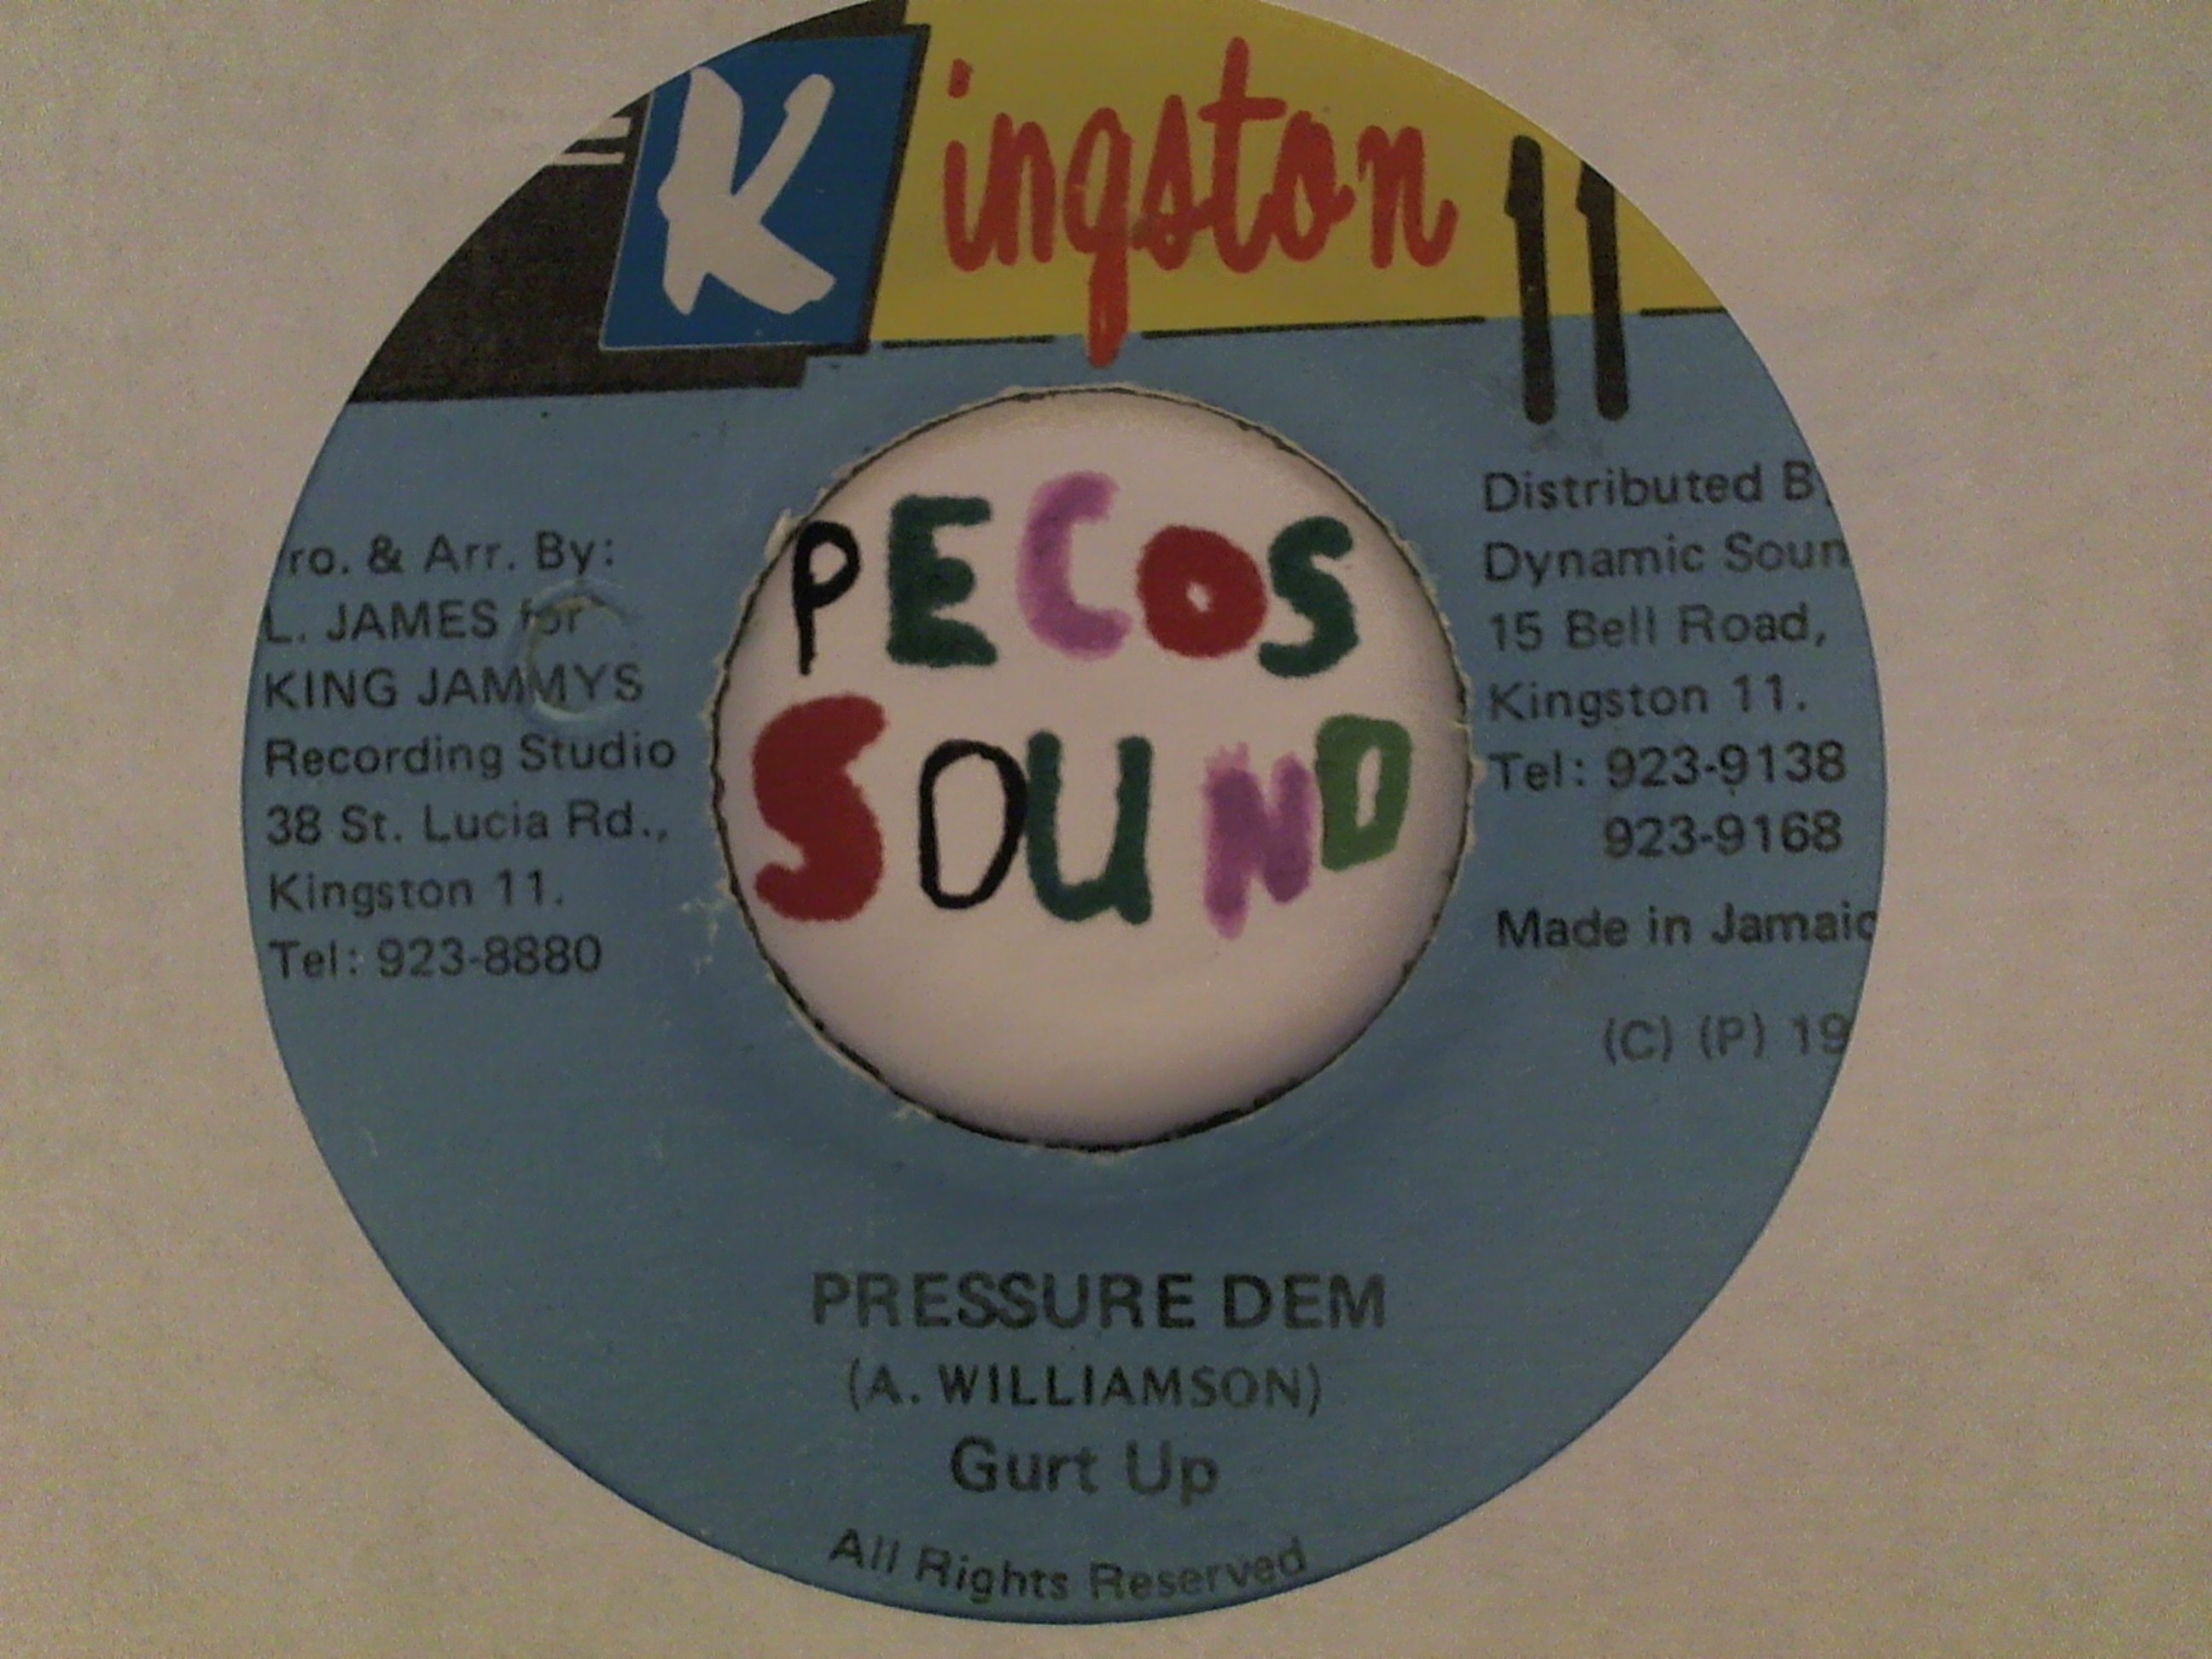 Kingston 11
ro. & Arr. By:
L. JAMES for
KING JAMMYS
Recording Studio
38 St. Lucia Rd.,
Kingston 11.
Tel: 923-8880
PECOS
SOUND
Distributed B
Dynamic Soun
15 Bell Road,
Kingston 11.
Tel: 923-9138
923-9168
Made in Jamaic
(C) (P) 19
PRESSURE DEM
(A. WILLIAMSON)
Gurt Up
All Rights Reserved